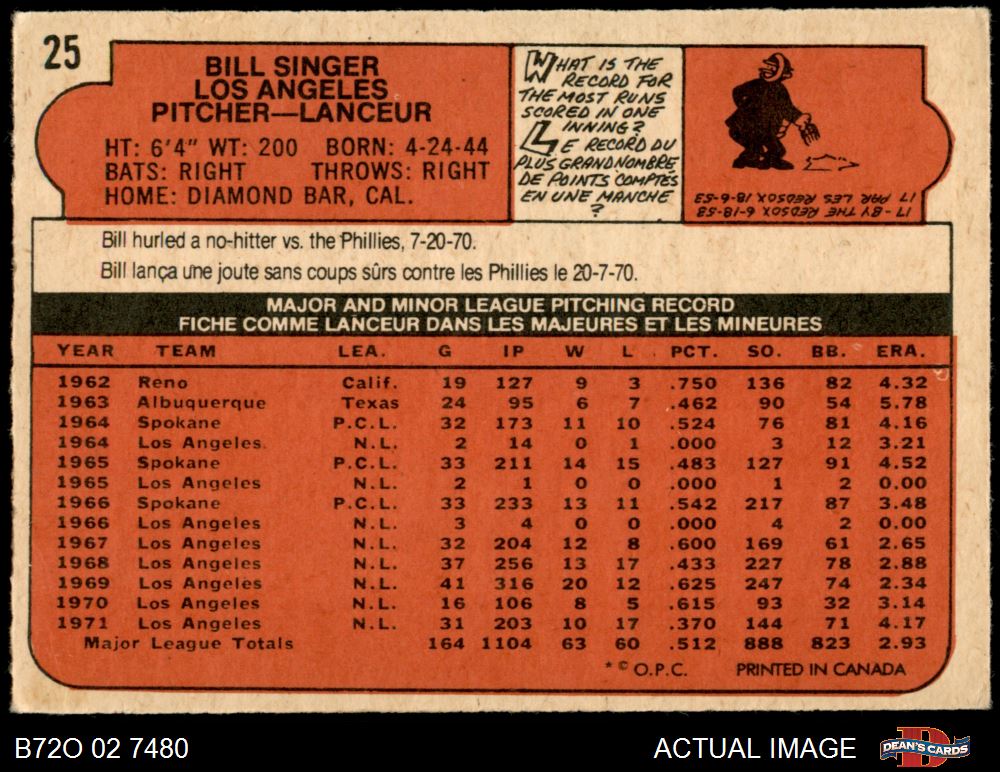 25
BILL SINGER
LOS ANGELES
PITCHER—LANCEUR
HT: 6'4" WT: 200 BORN: 4-24-44
BATS: RIGHT THROWS: RIGHT
HOME: DIAMOND BAR, CAL.
WHAT IS THE
RECORD FOR
THE MOST RUNS
SCORED IN ONE
INNING?
LE RECORD DU
PLUS GRAND NOMBRE
DE POINTS COMPTÉS
EN UNE MANCHE
?
17 - BY THE REDSOX 6-18-53
17 PAR LES REDSOX 18-6-53
Bill hurled a no-hitter vs. the Phillies, 7-20-70.
Bill lança une joute sans coups sûrs contre les Phillies le 20-7-70.
MAJOR AND MINOR LEAGUE PITCHING RECORD
FICHE COMME LANCEUR DANS LES MAJEURES ET LES MINEURES
YEAR TEAM LEA. G IP W L PCT. SO. BB. ERA.
1962 Reno Calif. 19 127 9 3 .750 136 82 4.32
1963 Albuquerque Texas 24 95 6 7 .462 90 54 5.78
1964 Spokane P.C.L. 32 173 11 10 .524 76 81 4.16
1964 Los Angeles. N.L. 2 14 0 1 .000 3 12 3.21
1965 Spokane P.C.L. 33 211 14 15 .483 127 91 4.52
1965 Los Angeles N.L. 2 1 0 0 .000 1 2 0.00
1966 Spokane P.C.L. 33 233 13 11 .542 217 87 3.48
1966 Los Angeles N.L. 3 4 0 0 .000 4 2 0.00
1967 Los Angeles N.L. 32 204 12 8 .600 169 61 2.65
1968 Los Angeles N.L. 37 256 13 17 .433 227 78 2.88
1969 Los Angeles N.L. 41 316 20 12 .625 247 74 2.34
1970 Los Angeles N.L. 16 106 8 5 .615 93 32 3.14
1971 Los Angeles N.L. 31 203 10 17 .370 144 71 4.17
Major League Totals 164 1104 63 60 .512 888 823 2.93
* © O.P.C. PRINTED IN CANADA
B72O 02 7480 ACTUAL IMAGE D DEAN'S CARDS